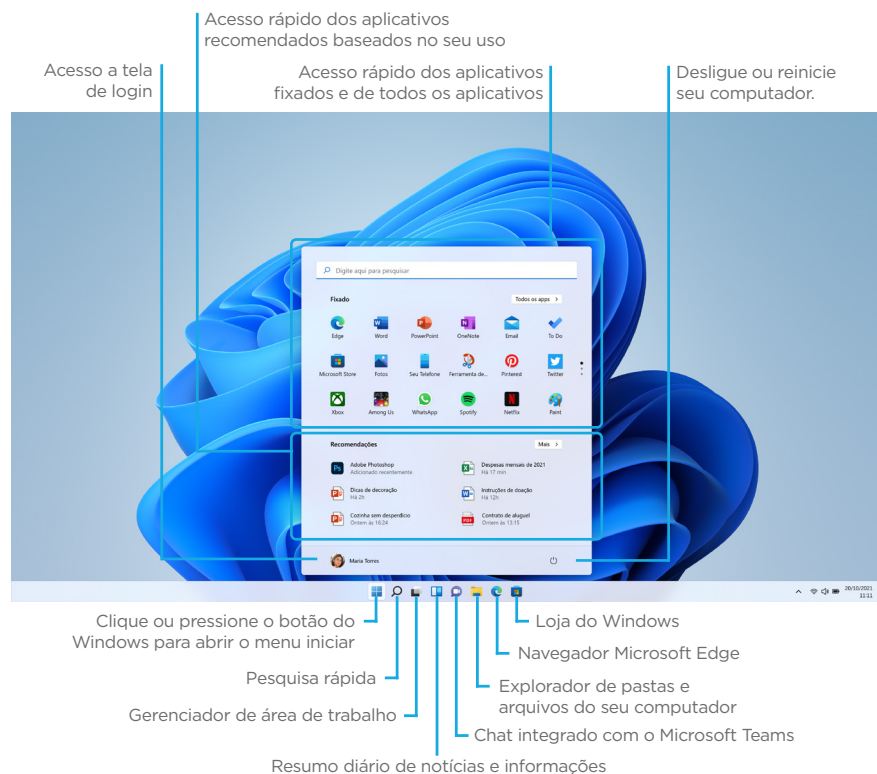 Acesso rápido dos aplicativos
recomendados baseados no seu uso
Acesso a tela
de login
Acesso rápido dos aplicativos
fixados e de todos os aplicativos
Desligue ou reinicie
seu computador.
Digite aqui para pesquisar
Fixado
Todos os apps >
Edge
Word
PowerPoint
OneNote
Email
To Do
Microsoft Store
Fotos
Seu Telefone
Ferramenta de...
Pinterest
Twitter
Xbox
Among Us
WhatsApp
Spotify
Netflix
Paint
Recomendações
Mais >
Ps
Adobe Photoshop
Adicionado recentemente
Despesas mensais de 2021
Há 17 min
Dicas de decoração
Há 2h
Instruções de doação
Há 12h
Cozinha sem desperdício
Ontem às 16:24
PDF
Contrato de aluguel
Ontem às 13:15
Maria Torres
20/10/2021
11:11
Clique ou pressione o botão do
Windows para abrir o menu iniciar
Pesquisa rápida
Gerenciador de área de trabalho
Resumo diário de notícias e informações
Loja do Windows
Navegador Microsoft Edge
Explorador de pastas e
arquivos do seu computador
Chat integrado com o Microsoft Teams